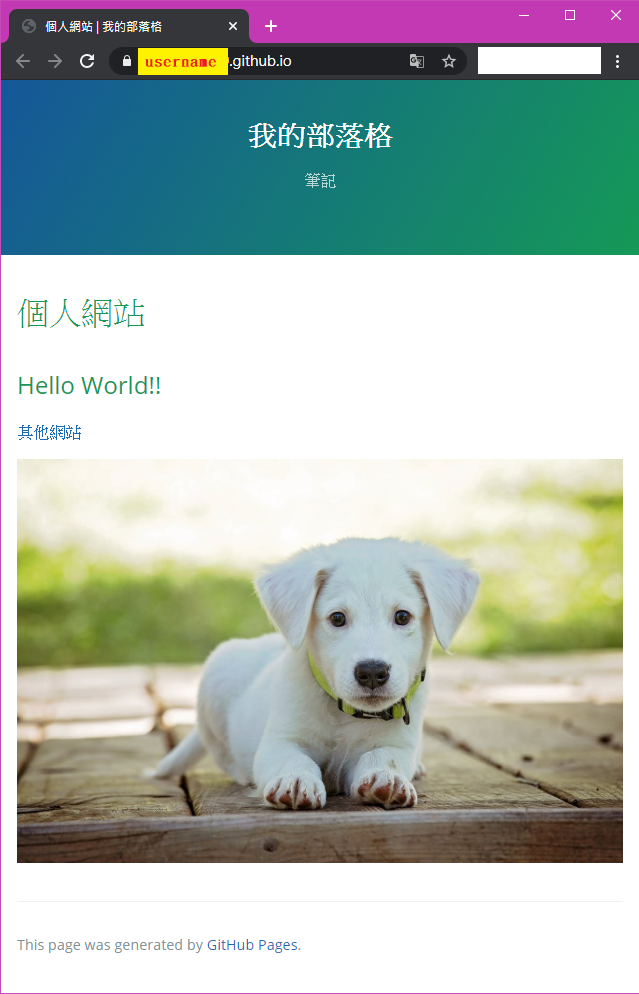 個人網站 | 我的部落格
username .github.io
我的部落格
筆記
個人網站
Hello World!!
其他網站
This page was generated by GitHub Pages.